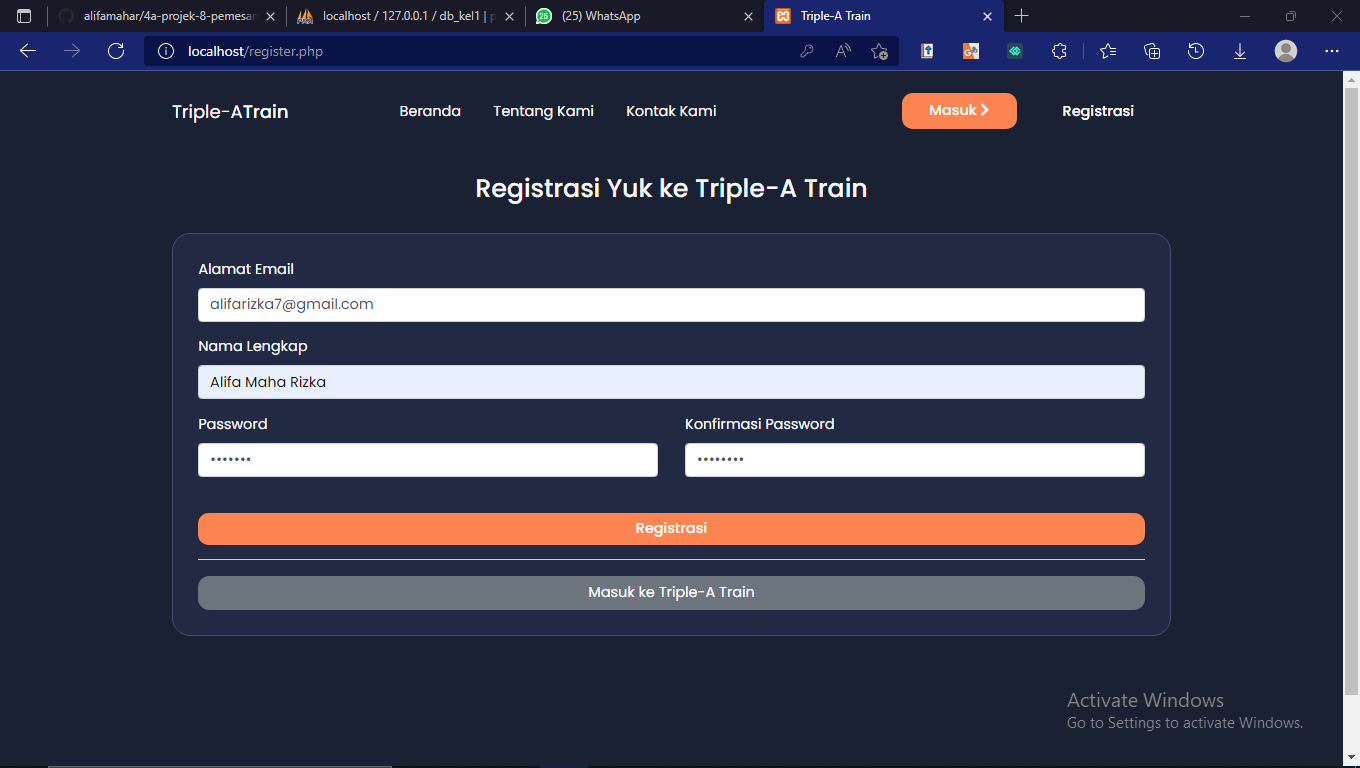 alifamahar/4a-projek-8-pemesan
localhost / 127.0.0.1 / db_kel1 | p
25
(25) WhatsApp
Triple-A Train
localhost/register.php
Triple-ATrain
Beranda
Tentang Kami
Kontak Kami
Masuk
Registrasi
Registrasi Yuk ke Triple-A Train
Alamat Email
alifarizka7@gmail.com
Nama Lengkap
Alifa Maha Rizka
Password
Konfirmasi Password
•••••••
••••••••
Registrasi
Masuk ke Triple-A Train
Activate Windows
Go to Settings to activate Windows.